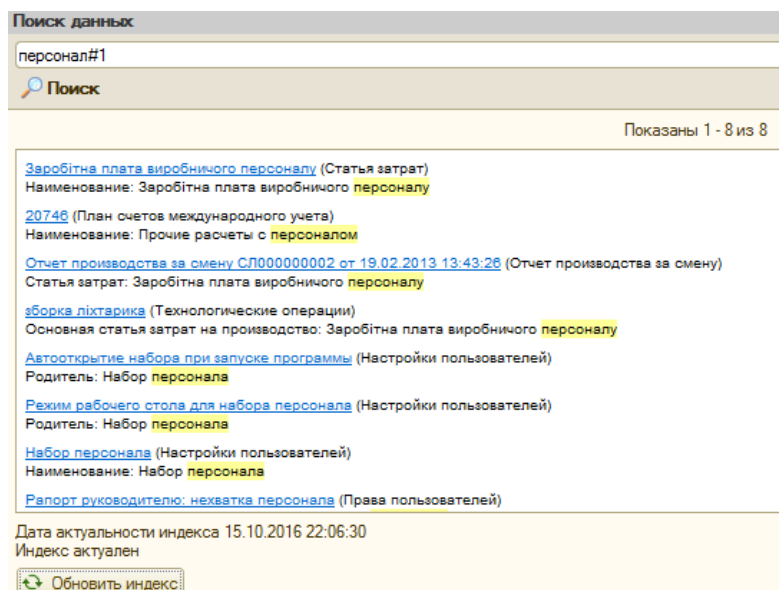 Поиск данных
персонал#1
Поиск
Показаны 1 - 8 из 8
Заробітна плата виробничого персоналу (Статья затрат)
Наименование: Заробітна плата виробничого персоналу
20746 (План счетов международного учета)
Наименование: Прочие расчеты с персоналом
Отчет производства за смену СЛ000000002 от 19.02.2013 13:43:26 (Отчет производства за смену)
Статья затрат: Заробітна плата виробничого персоналу
зборка ліхтарика (Технологические операции)
Основная статья затрат на производство: Заробітна плата виробничого персоналу
Автооткрытие набора при запуске программы (Настройки пользователей)
Родитель: Набор персонала
Режим рабочего стола для набора персонала (Настройки пользователей)
Родитель: Набор персонала
Набор персонала (Настройки пользователей)
Наименование: Набор персонала
Рапорт руководителю: нехватка персонала (Права пользователей)
Дата актуальности индекса 15.10.2016 22:06:30
Индекс актуален
Обновить индекс